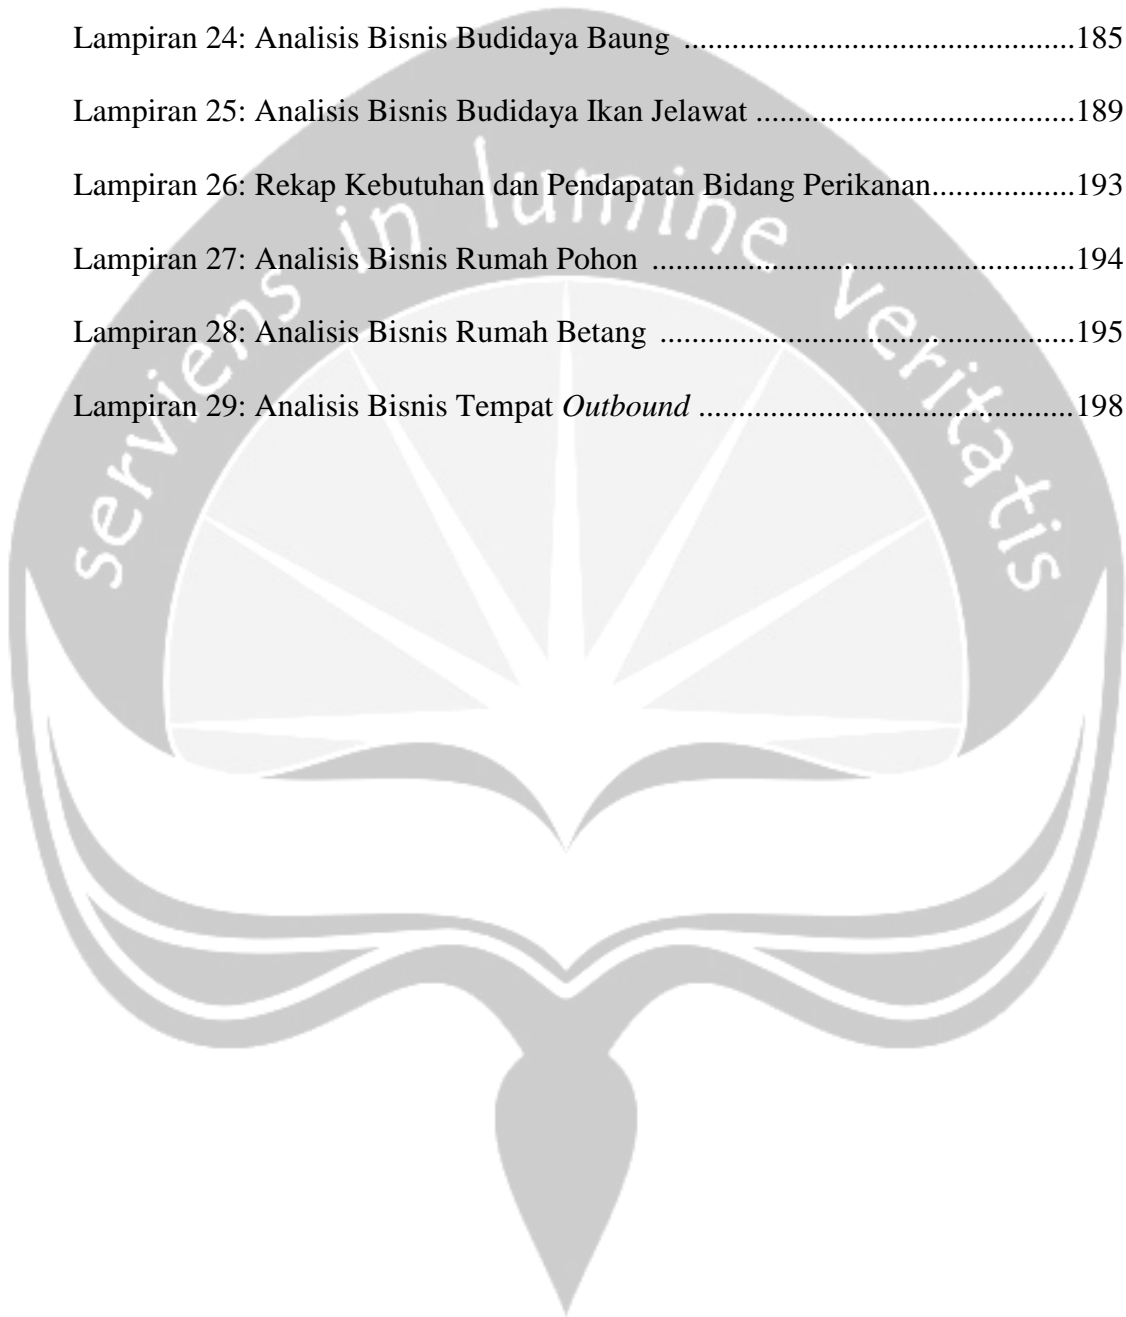 Lampiran 24: Analisis Bisnis Budidaya Baung .................................................185
Lampiran 25: Analisis Bisnis Budidaya Ikan Jelawat ........................................189
Lampiran 26: Rekap Kebutuhan dan Pendapatan Bidang Perikanan..................193
Lampiran 27: Analisis Bisnis Rumah Pohon .....................................................194
Lampiran 28: Analisis Bisnis Rumah Betang ....................................................195
Lampiran 29: Analisis Bisnis Tempat Outbound ...............................................198
serviens in lumine veritatis